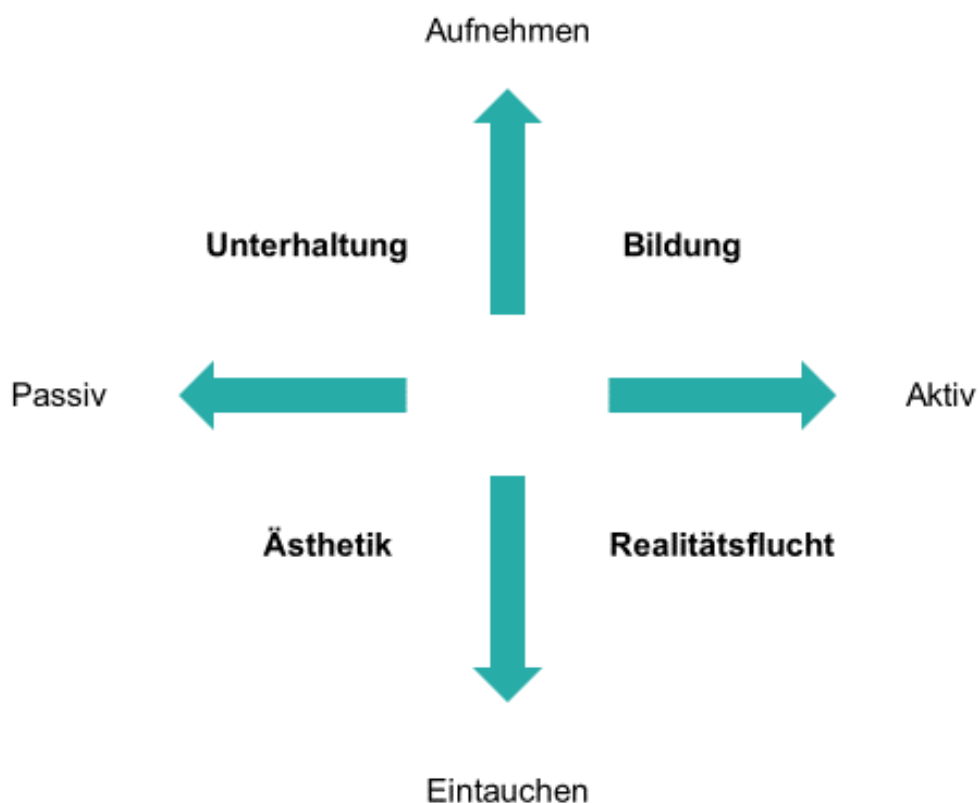 Aufnehmen
Unterhaltung
Bildung
Passiv
Aktiv
Ästhetik
Realitätsflucht
Eintauchen